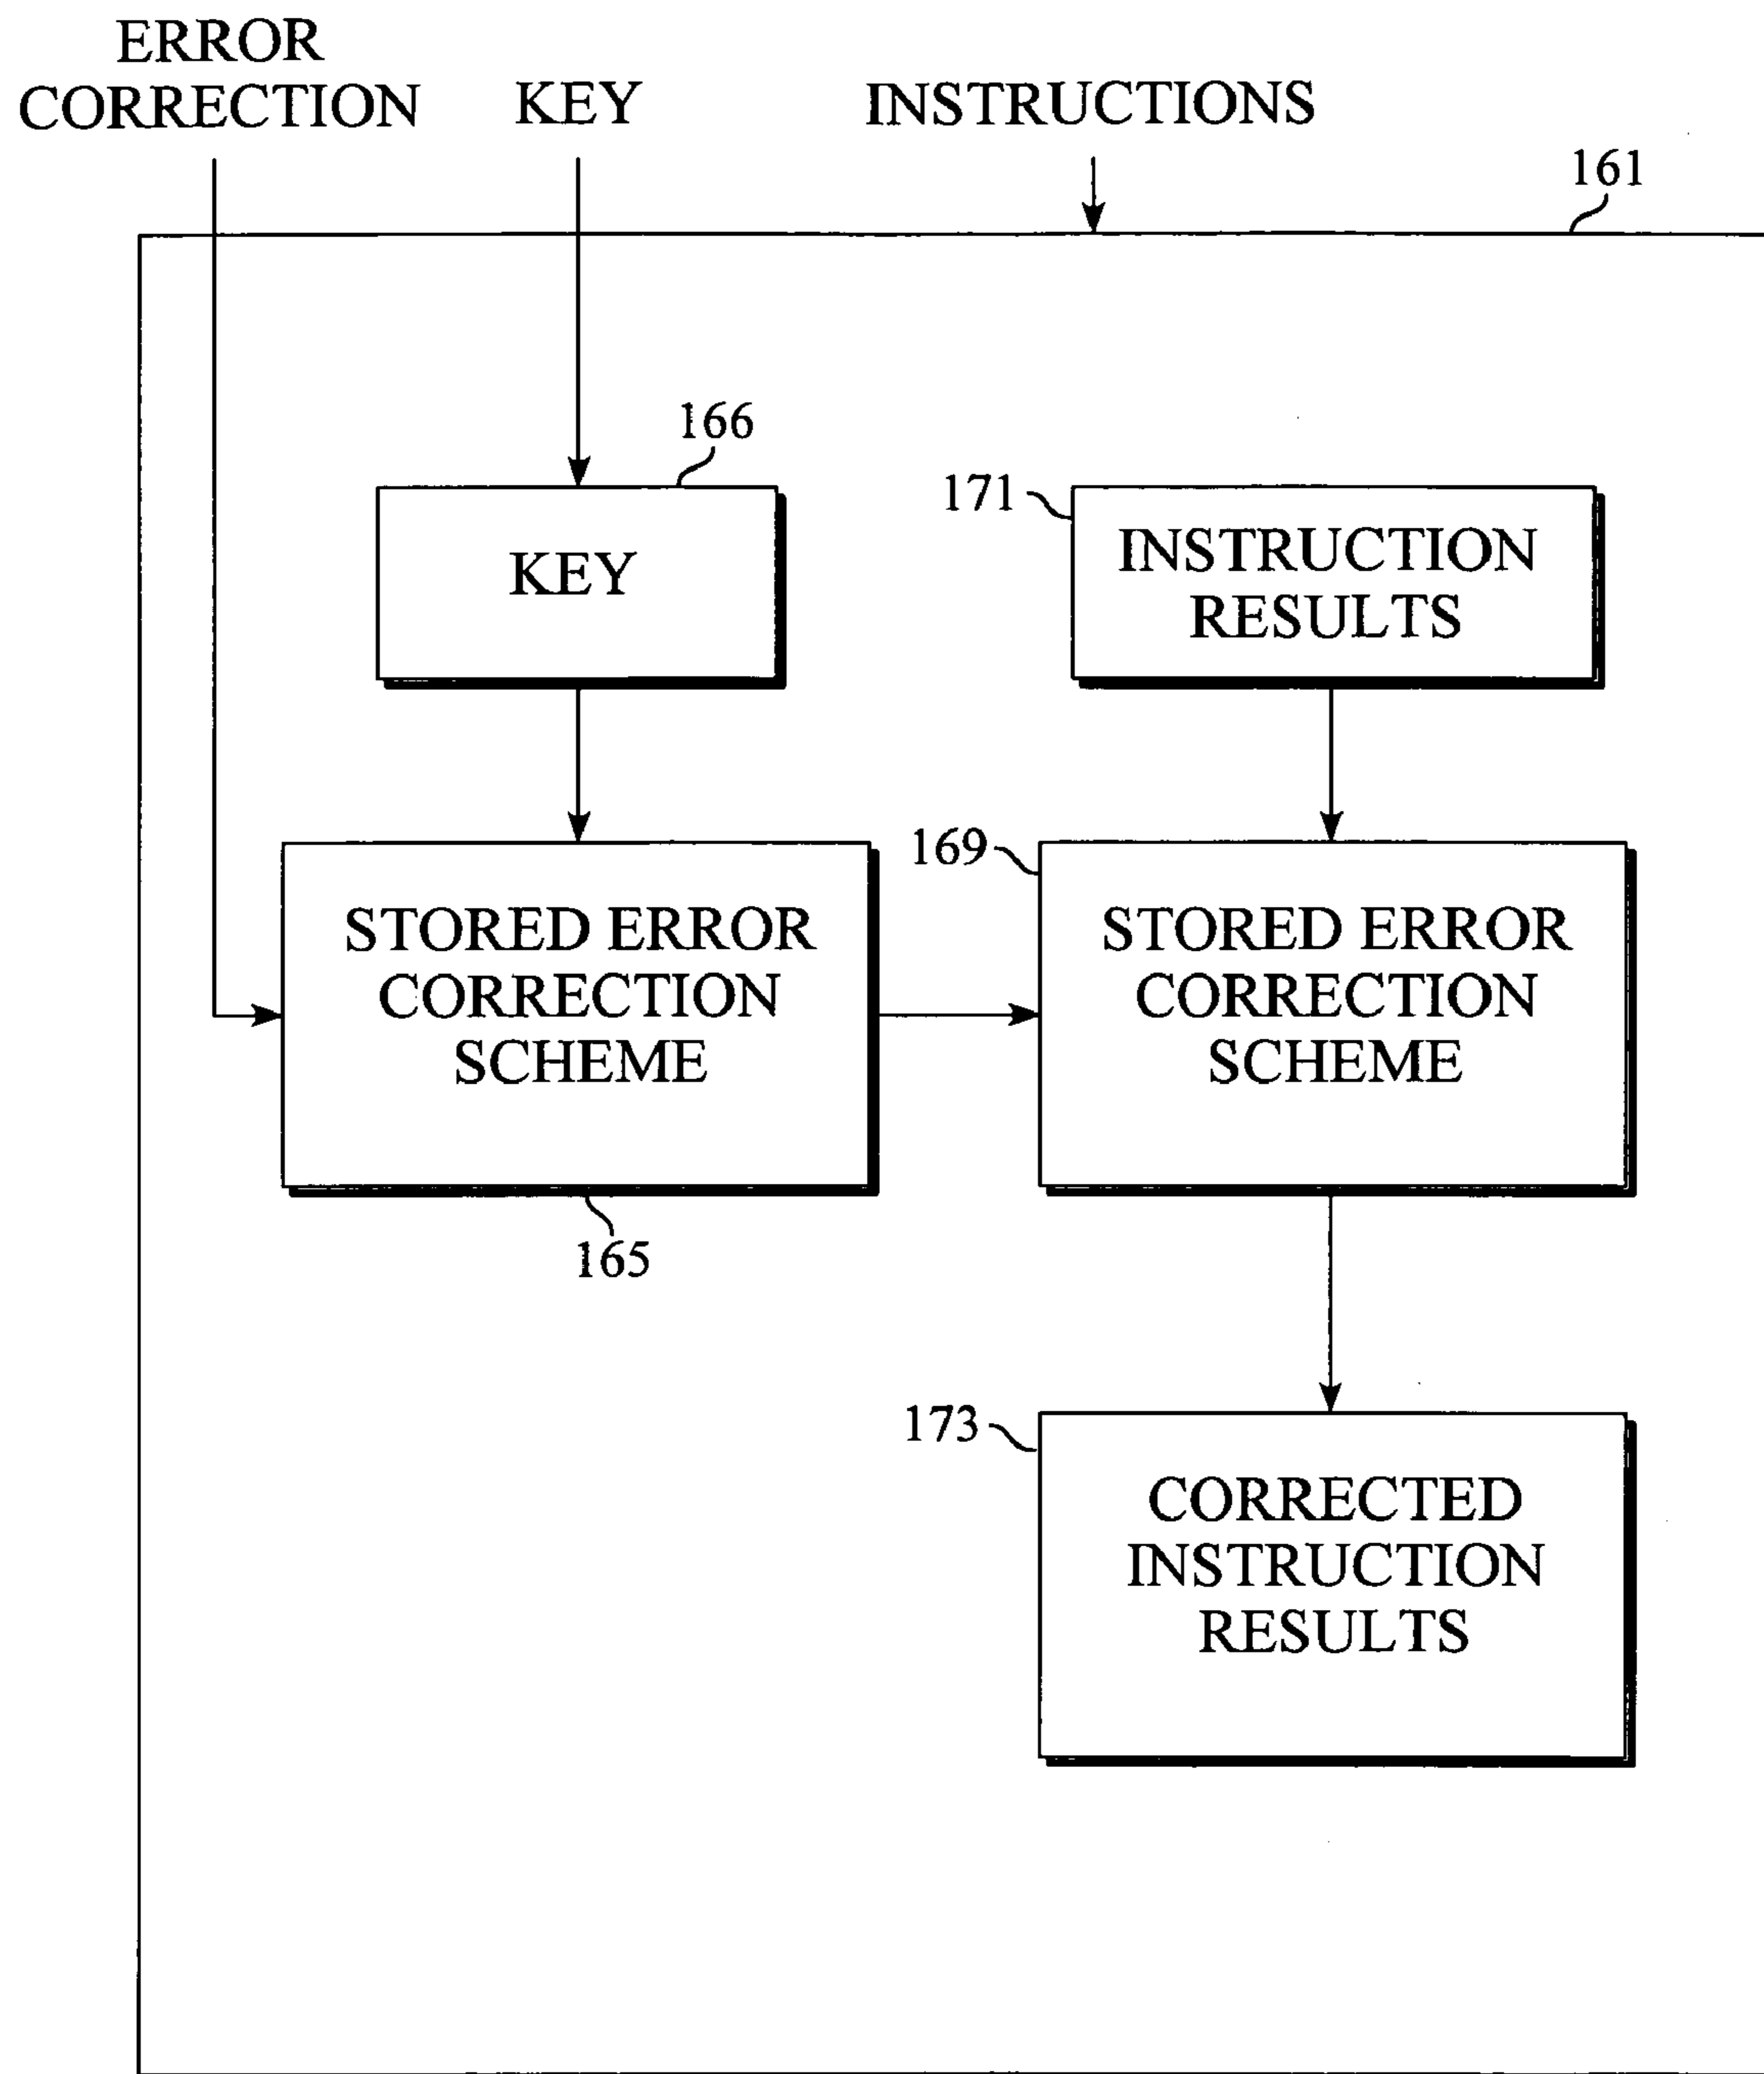 ERROR
CORRECTION
KEY
INSTRUCTIONS
161
166
KEY
171
INSTRUCTION
RESULTS
STORED ERROR
CORRECTION
SCHEME
165
169
STORED ERROR
CORRECTION
SCHEME
173
CORRECTED
INSTRUCTION
RESULTS